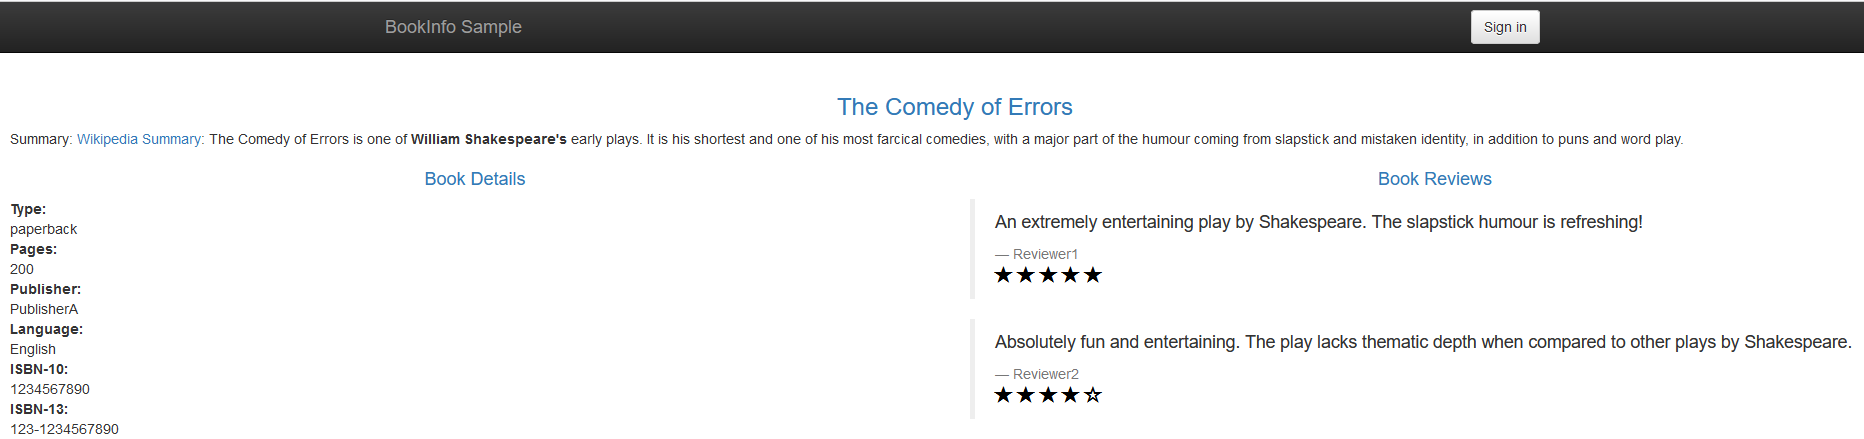 BookInfo Sample
Sign in
The Comedy of Errors
Summary: Wikipedia Summary: The Comedy of Errors is one of William Shakespeare's early plays. It is his shortest and one of his most farcical comedies, with a major part of the humour coming from slapstick and mistaken identity, in addition to puns and word play.
Book Details
Type:
paperback
Pages:
200
Publisher:
PublisherA
Language:
English
ISBN-10:
1234567890
ISBN-13:
123-1234567890
Book Reviews
An extremely entertaining play by Shakespeare. The slapstick humour is refreshing!
— Reviewer1
★★★★★
Absolutely fun and entertaining. The play lacks thematic depth when compared to other plays by Shakespeare.
— Reviewer2
★★★★☆